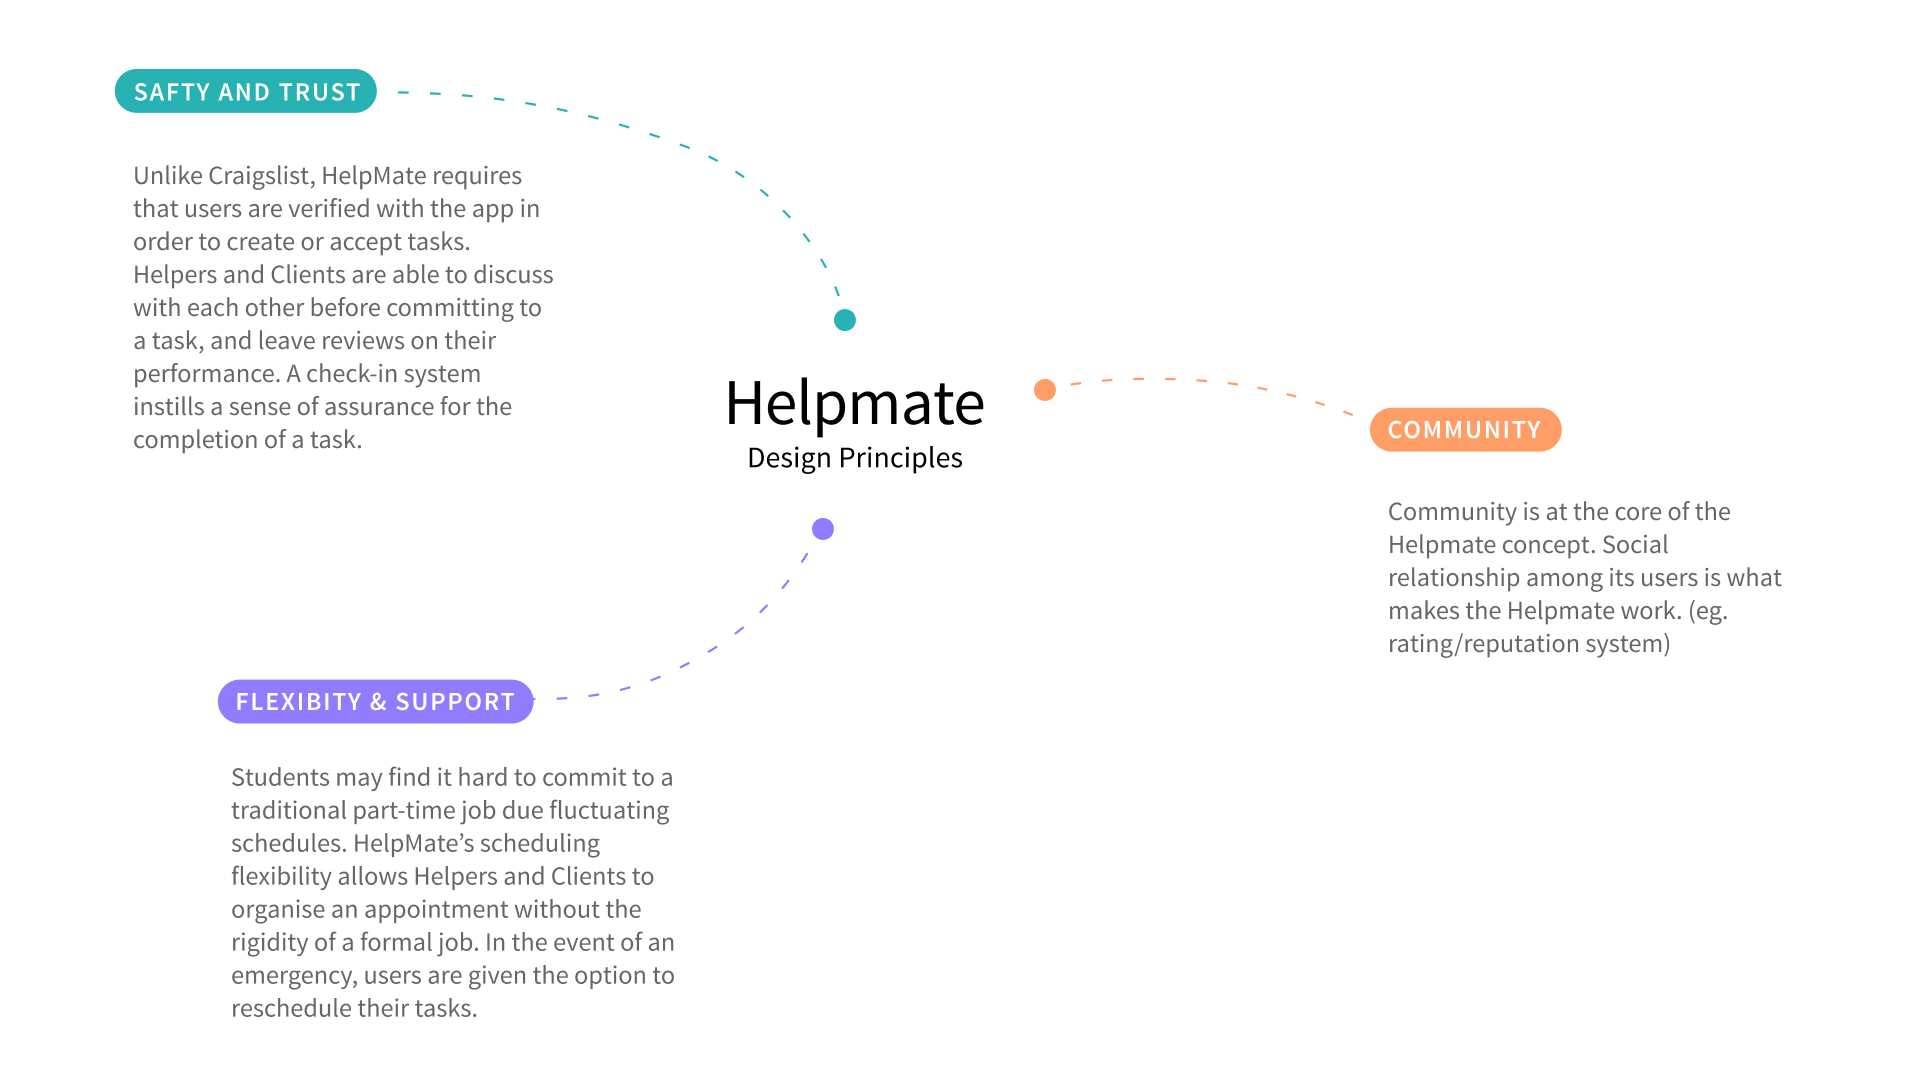 SAFTY AND TRUST
Unlike Craigslist, HelpMate requires
that users are verified with the app in
order to create or accept tasks.
Helpers and Clients are able to discuss
with each other before committing to
a task, and leave reviews on their
performance. A check-in system
instills a sense of assurance for the
completion of a task.
Helpmate
Design Principles
COMMUNITY
Community is at the core of the
Helpmate concept. Social
relationship among its users is what
makes the Helpmate work. (eg.
rating/reputation system)
FLEXIBITY & SUPPORT
Students may find it hard to commit to a
traditional part-time job due fluctuating
schedules. HelpMate’s scheduling
flexibility allows Helpers and Clients to
organise an appointment without the
rigidity of a formal job. In the event of an
emergency, users are given the option to
reschedule their tasks.